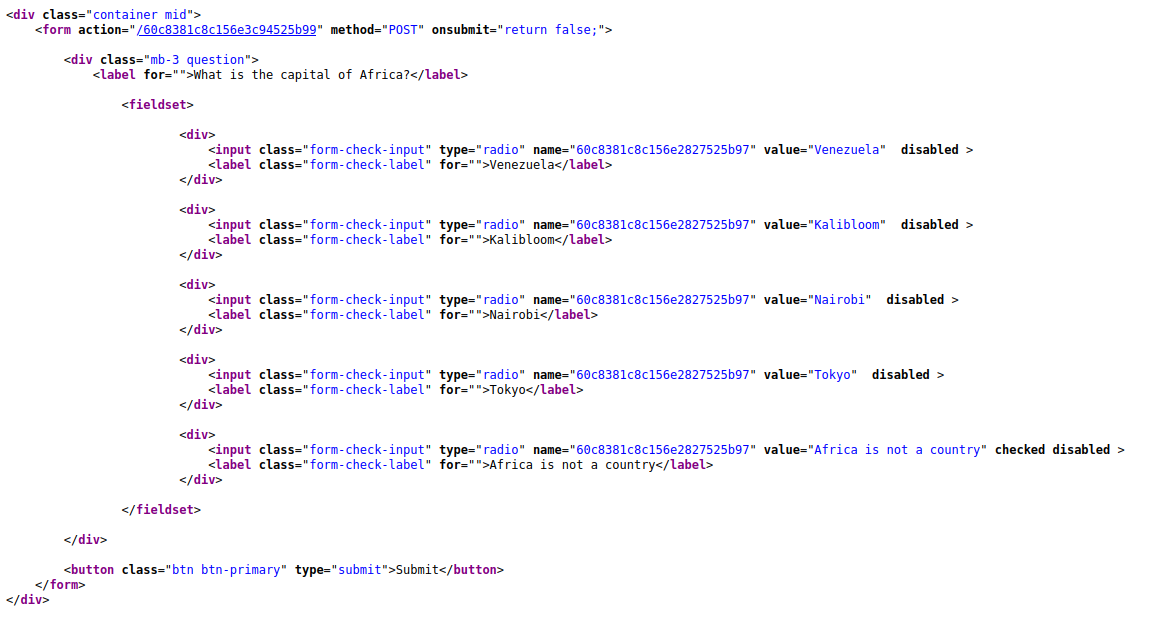 <div class="container mid">
<form action="/60c8381c8c156e3c94525b99" method="POST" onsubmit="return false;">
<div class="mb-3 question">
<label for="">What is the capital of Africa?</label>
<fieldset>
<div>
<input class="form-check-input" type="radio" name="60c8381c8c156e2827525b97" value="Venezuela"  disabled >
<label class="form-check-label" for="">Venezuela</label>
</div>
<div>
<input class="form-check-input" type="radio" name="60c8381c8c156e2827525b97" value="Kalibloom"  disabled >
<label class="form-check-label" for="">Kalibloom</label>
</div>
<div>
<input class="form-check-input" type="radio" name="60c8381c8c156e2827525b97" value="Nairobi"  disabled >
<label class="form-check-label" for="">Nairobi</label>
</div>
<div>
<input class="form-check-input" type="radio" name="60c8381c8c156e2827525b97" value="Tokyo"  disabled >
<label class="form-check-label" for="">Tokyo</label>
</div>
<div>
<input class="form-check-input" type="radio" name="60c8381c8c156e2827525b97" value="Africa is not a country" checked disabled >
<label class="form-check-label" for="">Africa is not a country</label>
</div>
</fieldset>
</div>
<button class="btn btn-primary" type="submit">Submit</button>
</form>
</div>